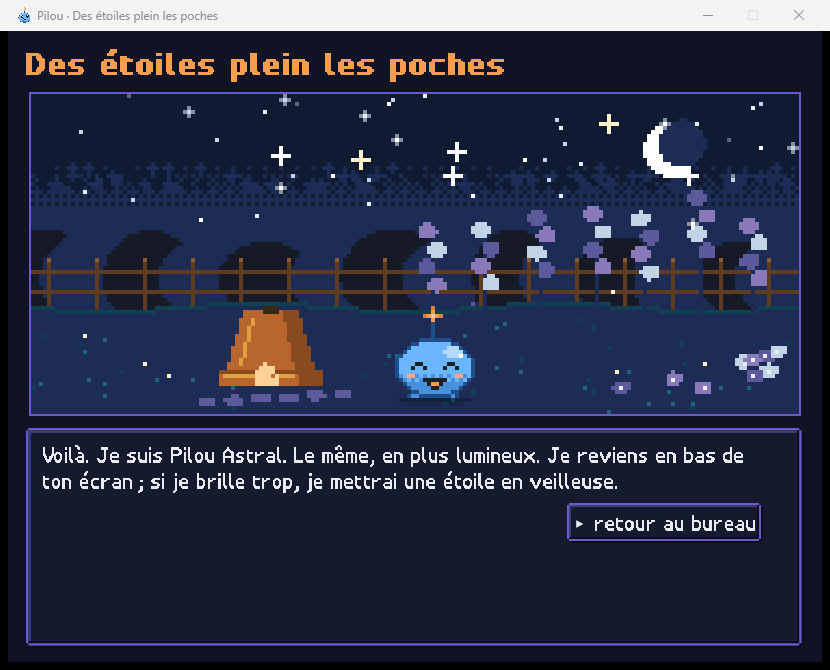 Pilou · Des étoiles plein les poches
Des étoiles plein les poches
Voilà. Je suis Pilou Astral. Le même, en plus lumineux. Je reviens en bas de
ton écran ; si je brille trop, je mettrai une étoile en veilleuse.
▸ retour au bureau